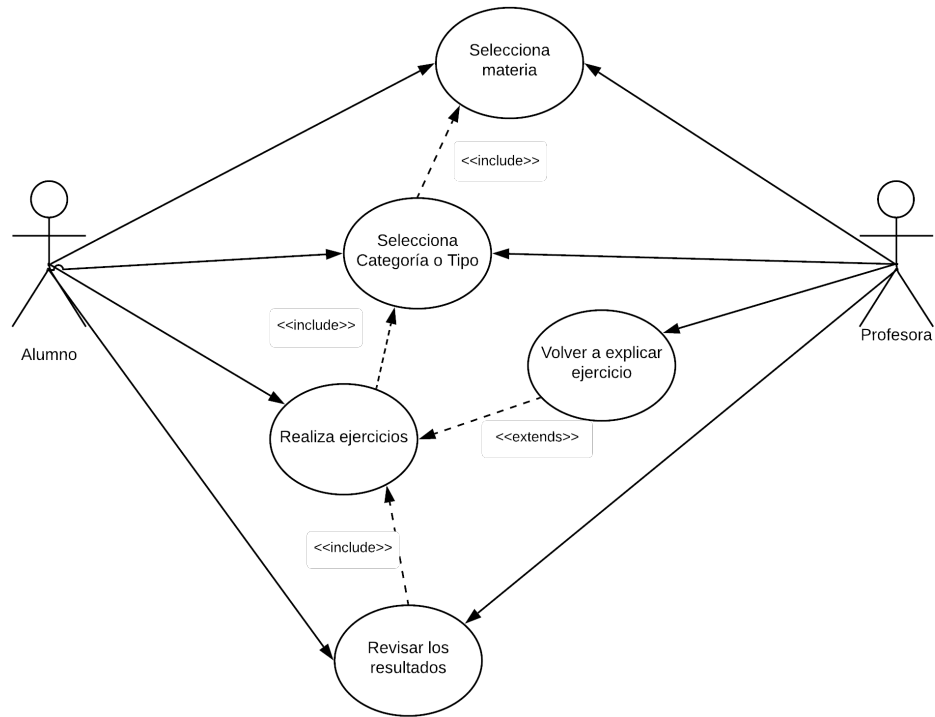 Selecciona
materia
<<include>>
Selecciona
Categoría o Tipo
<<include>>
Profesora
Alumno
Volver a explicar
ejercicio
Realiza ejercicios
<<extends>>
<<include>>
Revisar los
resultados